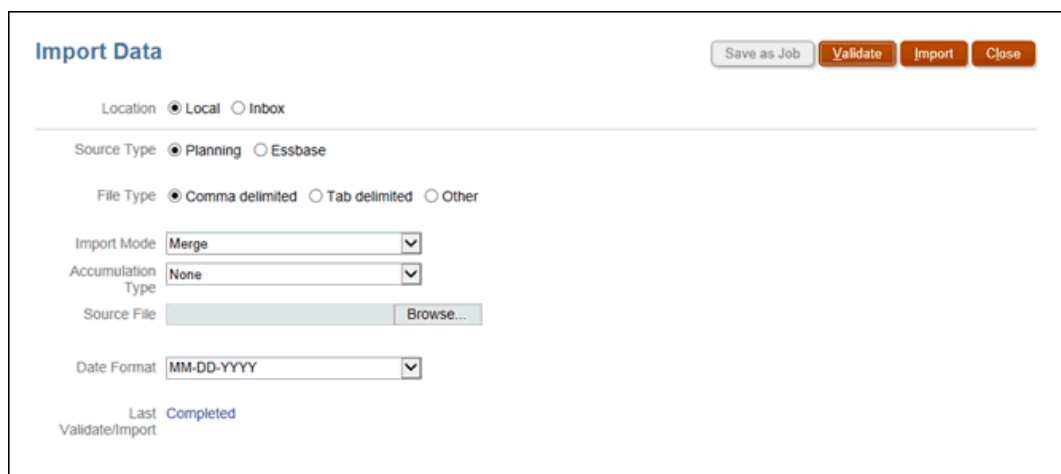 Import Data
Save as Job Validate Import Close
Location Local Inbox
Source Type Planning Essbase
File Type Comma delimited Tab delimited Other
Import Mode Merge
Accumulation Type None
Source File Browse...
Date Format MM-DD-YYYY
Last Validate/Import Completed